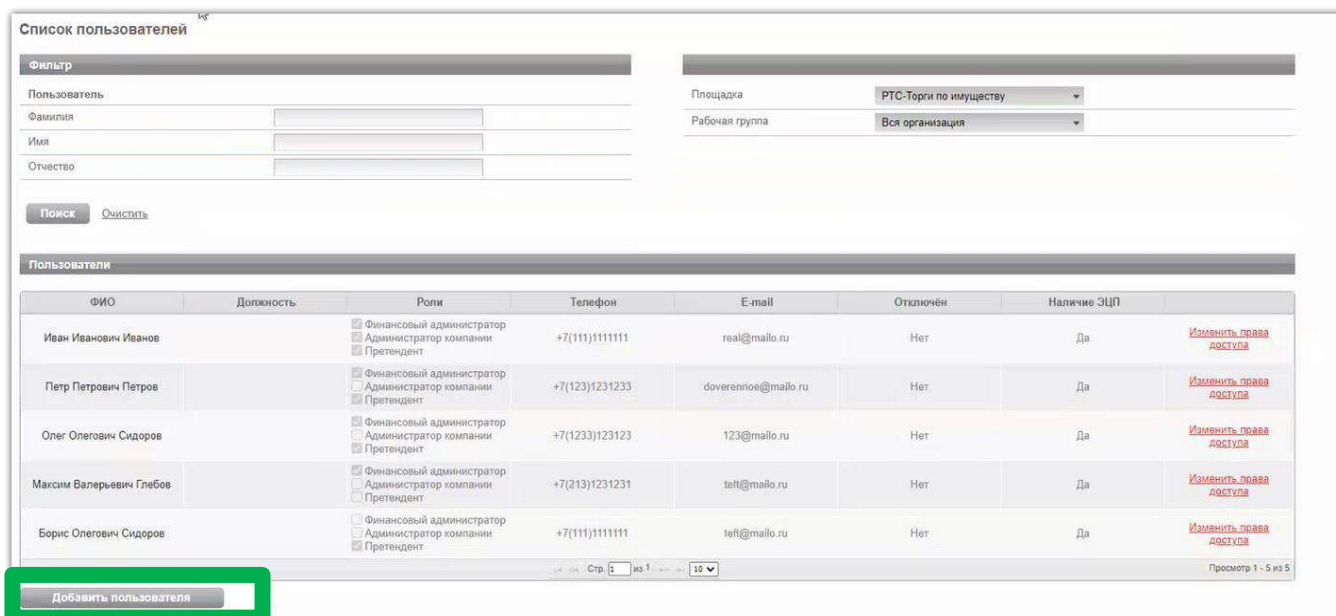 Список пользователей
Фильтр
Пользователь
Фамилия
Имя
Отчество
Площадка РТС-Торги по имуществу
Рабочая группа Вся организация
Поиск Очистить
Пользователи
ФИО Должность Роли Телефон E-mail Отключён Наличие ЭЦП
Финансовый администратор
Иван Иванович Иванов Администратор компании +7(111)1111111 real@mailo.ru Нет Да Изменить права доступа
Претендент
Финансовый администратор
Петр Петрович Петров Администратор компании +7(123)1231233 doverennoe@mailo.ru Нет Да Изменить права доступа
Претендент
Финансовый администратор
Олег Олегович Сидоров Администратор компании +7(1233)123123 123@mailo.ru Нет Да Изменить права доступа
Претендент
Финансовый администратор
Максим Валерьевич Глебов Администратор компании +7(213)1231231 teft@mailo.ru Нет Да Изменить права доступа
Претендент
Финансовый администратор
Борис Олегович Сидоров Администратор компании +7(111)1111111 teft@mailo.ru Нет Да Изменить права доступа
Претендент
Стр. 1 из 1 10 Просмотр 1 - 5 из 5
Добавить пользователя